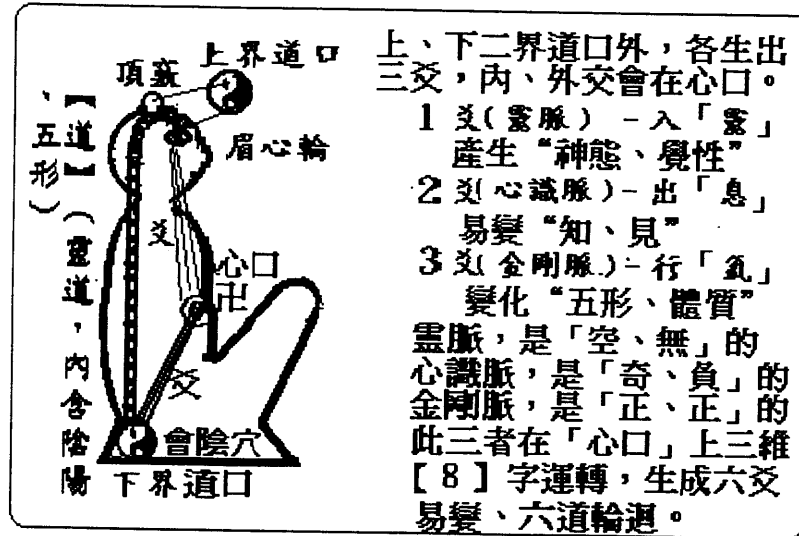 上界道口
頂竅
眉心輪
【道】（靈道，內含陰陽
、五形）
爻
心口
卍
爻
會陰穴
下界道口
上、下二界道口外，各生出
三爻，內、外交會在心口。
1 爻(靈脈) －入「靈」
產生“神態、覺性”
2 爻(心識脈)－出「息」
易變“知、見”
3 爻(金剛脈)－行「氣」
變化“五形、體質”
靈脈，是「空、無」的
心識脈，是「奇、負」的
金剛脈，是「正、正」的
此三者在「心口」上三維
【8】字運轉，生成六爻
易變、六道輪迴。